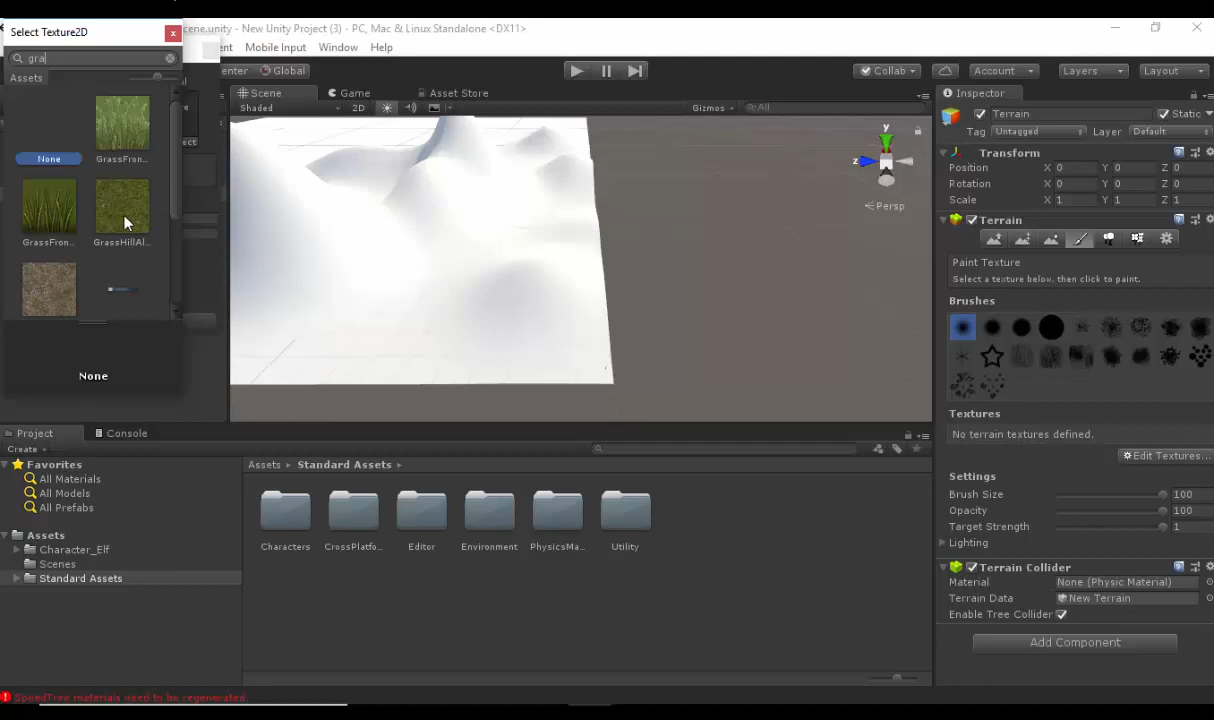 Select Texture2D
cene.unity - New Unity Project (3) - PC, Mac & Linux Standalone <DX11>
ent Mobile Input Window Help
gra
enter Global Collab Account Layers Layout
Assets
Scene Game Asset Store Inspector
Shaded 2D Gizmos All
Terrain Static
Tag Untagged Layer Default
None GrassFron...
Transform
Position X 0 Y 0 Z 0
Rotation X 0 Y 0 Z 0
Scale X 1 Y 1 Z 1
y
z
Persp
Terrain
GrassFron... GrassHillAl...
Paint Texture
Select a texture below, then click to paint.
Brushes
None
Textures
No terrain textures defined.
Edit Textures...
Project Console
Create
Settings
Brush Size 100
Opacity 100
Target Strength 1
Lighting
Favorites
All Materials
All Models
All Prefabs
Assets
Character_Elf
Scenes
Standard Assets
Assets Standard Assets
Characters CrossPlatfo... Editor Environment PhysicsMa... Utility
Terrain Collider
Material None (Physic Material)
Terrain Data New Terrain
Enable Tree Collider
Add Component
SpeedTree materials need to be regenerated.